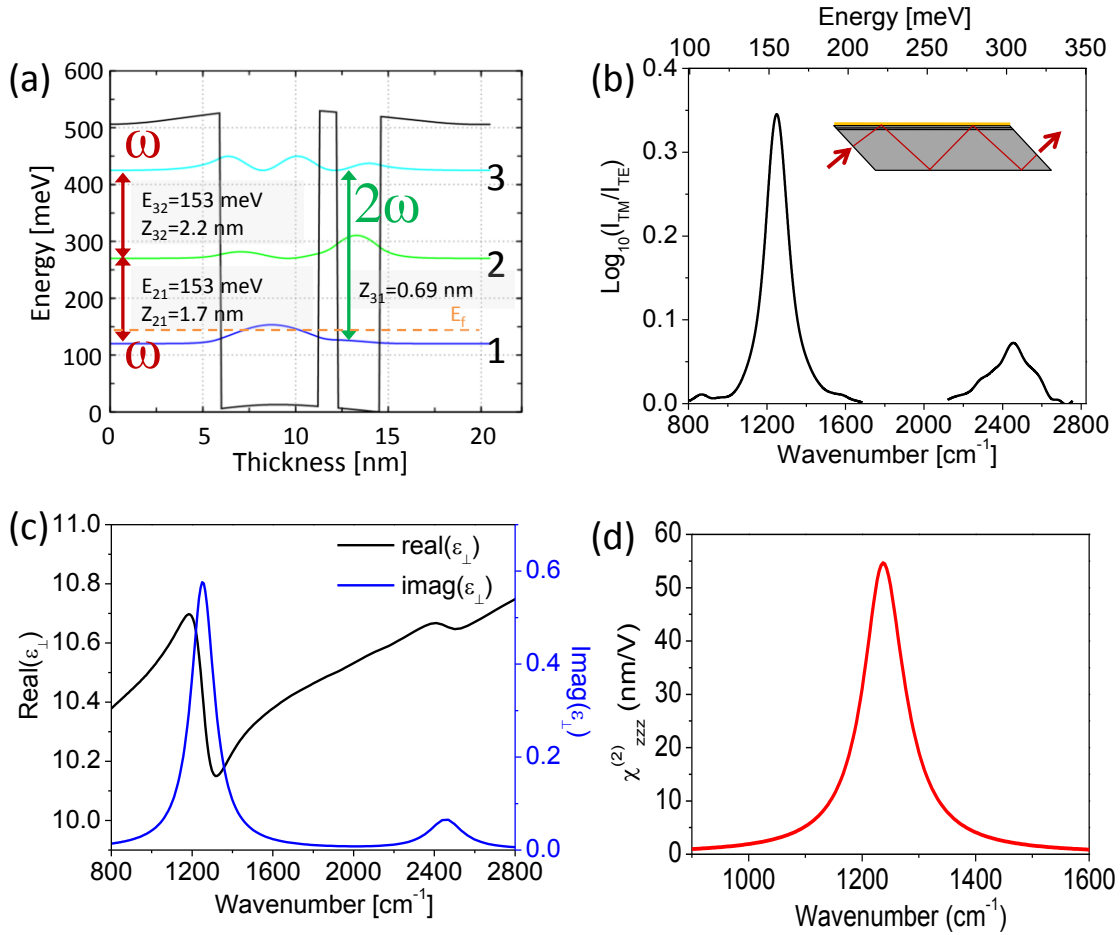 (a)
600
500
400
300
200
100
0
Energy [meV]
0
5
10
15
20
Thickness [nm]
ω
3
E32=153 meV
Z32=2.2 nm
2ω
2
E21=153 meV
Z21=1.7 nm
Z31=0.69 nm
Ef
ω
1
(b)
Energy [meV]
100 150 200 250 300 350
0.4
0.3
0.2
0.1
0.0
Log10(ITM/ITE)
800 1200 1600 2000 2400 2800
Wavenumber [cm-1]
(c)
11.0
10.8
10.6
10.4
10.2
10.0
Real(ε⊥)
real(ε⊥)
imag(ε⊥)
0.6
0.4
0.2
0.0
Imag(ε⊥)
800 1200 1600 2000 2400 2800
Wavenumber [cm-1]
(d)
60
50
40
30
20
10
0
χ(2)zzz (nm/V)
1000 1200 1400 1600
Wavenumber (cm-1)